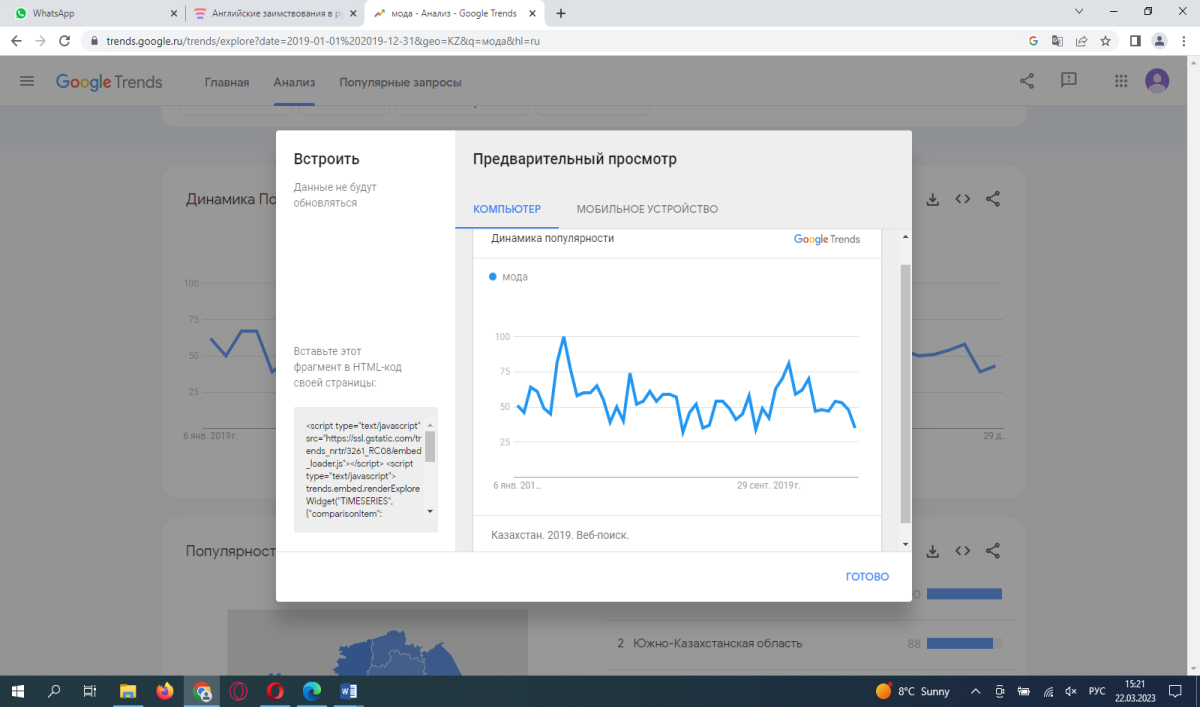 WhatsApp
Английские заимствования в ру
мода - Анализ - Google Trends
trends.google.ru/trends/explore?date=2019-01-01%202019-12-31&geo=KZ&q=мода&hl=ru
Google Trends
Главная
Анализ
Популярные запросы
Встроить
Данные не будут
обновляться
Вставьте этот
фрагмент в HTML-код
своей страницы:
<script type="text/javascript"
src="https://ssl.gstatic.com/tr
ends_nrtr/3261_RC08/embed
_loader.js"></script> <script
type="text/javascript">
trends.embed.renderExplore
Widget("TIMESERIES",
{"comparisonItem":
Предварительный просмотр
КОМПЬЮТЕР
МОБИЛЬНОЕ УСТРОЙСТВО
Динамика популярности
Google Trends
мода
100
75
50
25
6 янв. 201...
29 сент. 2019 г.
Казахстан. 2019. Веб-поиск.
ГОТОВО
Динамика По
100
75
50
25
6 янв. 2019 г.
29 д...
Популярност
2 Южно-Казахстанская область
88
8°C Sunny
РУС
15:21
22.03.2023